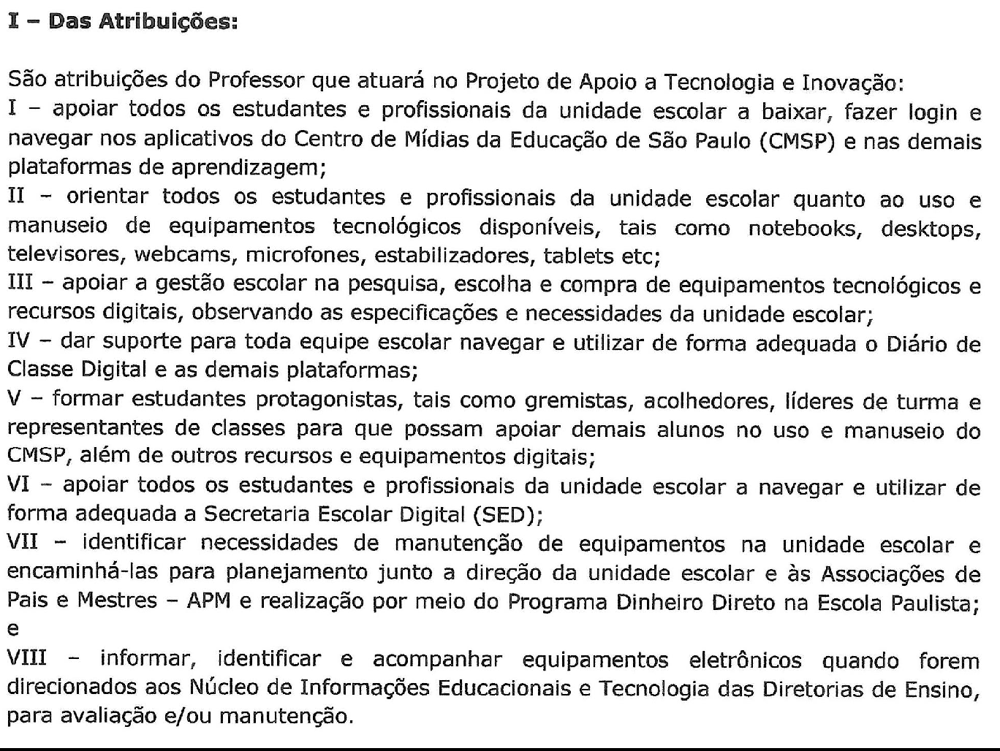 I – Das Atribuições:
São atribuições do Professor que atuará no Projeto de Apoio a Tecnologia e Inovação:
I – apoiar todos os estudantes e profissionais da unidade escolar a baixar, fazer login e
navegar nos aplicativos do Centro de Mídias da Educação de São Paulo (CMSP) e nas demais
plataformas de aprendizagem;
II – orientar todos os estudantes e profissionais da unidade escolar quanto ao uso e
manuseio de equipamentos tecnológicos disponíveis, tais como notebooks, desktops,
televisores, webcams, microfones, estabilizadores, tablets etc;
III – apoiar a gestão escolar na pesquisa, escolha e compra de equipamentos tecnológicos e
recursos digitais, observando as especificações e necessidades da unidade escolar;
IV – dar suporte para toda equipe escolar navegar e utilizar de forma adequada o Diário de
Classe Digital e as demais plataformas;
V – formar estudantes protagonistas, tais como gremistas, acolhedores, líderes de turma e
representantes de classes para que possam apoiar demais alunos no uso e manuseio do
CMSP, além de outros recursos e equipamentos digitais;
VI – apoiar todos os estudantes e profissionais da unidade escolar a navegar e utilizar de
forma adequada a Secretaria Escolar Digital (SED);
VII – identificar necessidades de manutenção de equipamentos na unidade escolar e
encaminhá-las para planejamento junto a direção da unidade escolar e às Associações de
Pais e Mestres – APM e realização por meio do Programa Dinheiro Direto na Escola Paulista;
e
VIII – informar, identificar e acompanhar equipamentos eletrônicos quando forem
direcionados aos Núcleo de Informações Educacionais e Tecnologia das Diretorias de Ensino,
para avaliação e/ou manutenção.